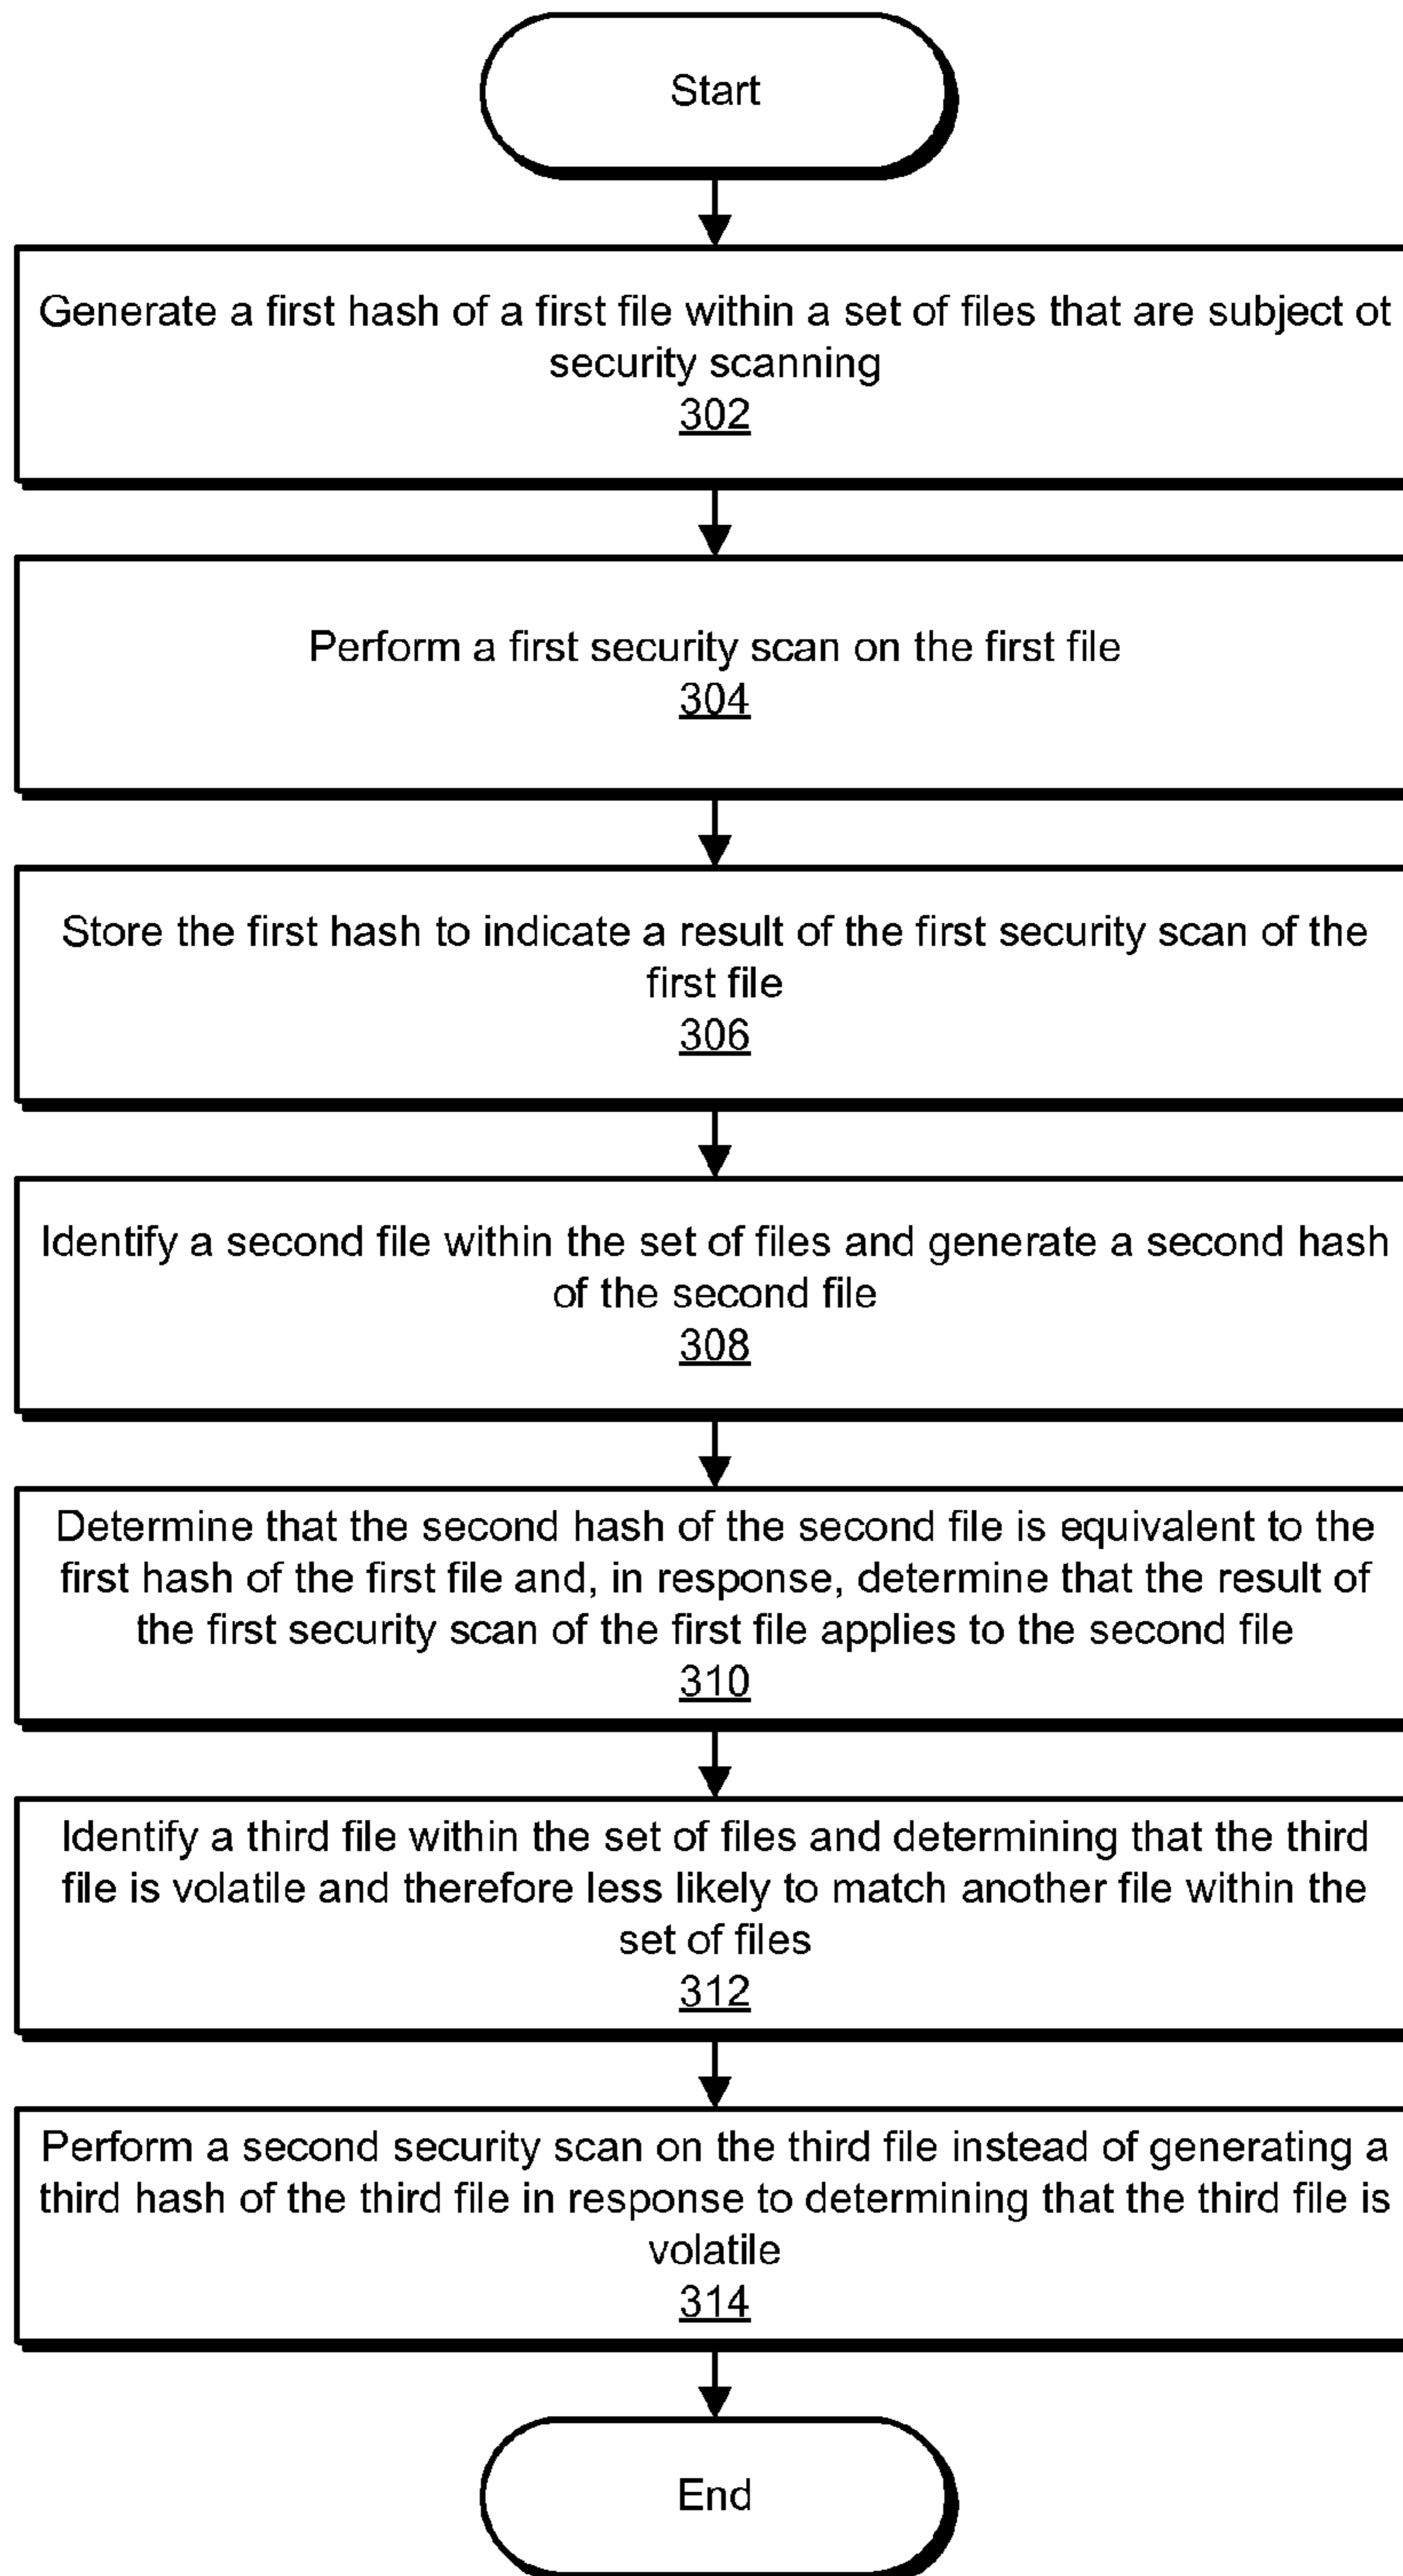 Start
Generate a first hash of a first file within a set of files that are subject ot
security scanning
302
Perform a first security scan on the first file
304
Store the first hash to indicate a result of the first security scan of the
first file
306
Identify a second file within the set of files and generate a second hash
of the second file
308
Determine that the second hash of the second file is equivalent to the
first hash of the first file and, in response, determine that the result of
the first security scan of the first file applies to the second file
310
Identify a third file within the set of files and determining that the third
file is volatile and therefore less likely to match another file within the
set of files
312
Perform a second security scan on the third file instead of generating a
third hash of the third file in response to determining that the third file is
volatile
314
End